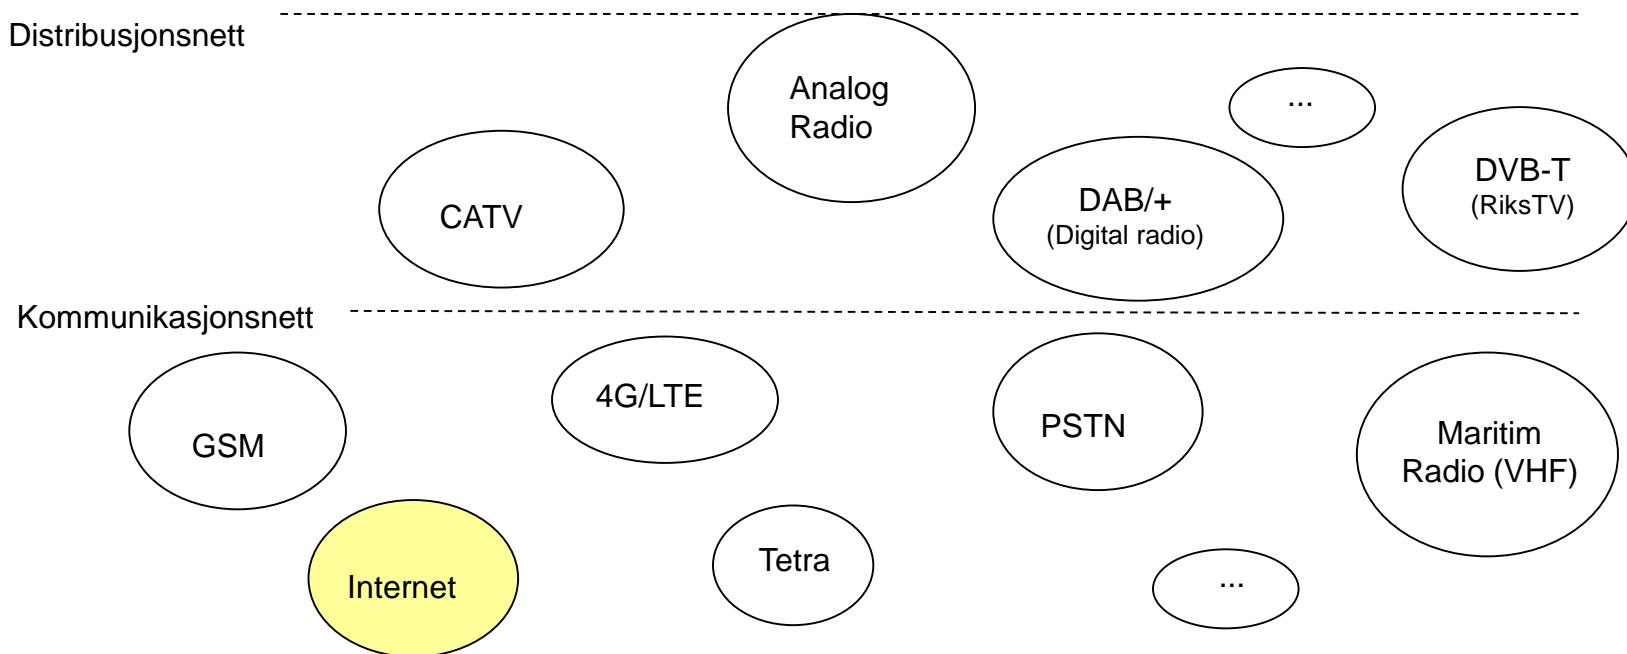 Distribusjonsnett
Analog
Radio
...
CATV
DAB/+
(Digital radio)
DVB-T
(RiksTV)
Kommunikasjonsnett
GSM
4G/LTE
PSTN
Maritim
Radio (VHF)
Internet
Tetra
...